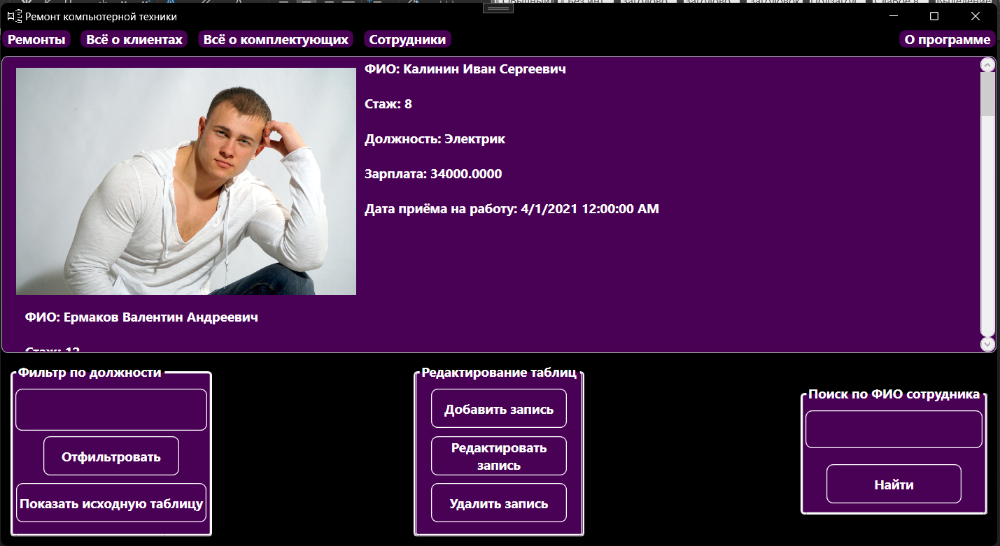 Ремонт компьютерной техники
Ремонты Всё о клиентах Всё о комплектующих Сотрудники О программе
ФИО: Калинин Иван Сергеевич
Стаж: 8
Должность: Электрик
Зарплата: 34000.0000
Дата приёма на работу: 4/1/2021 12:00:00 AM
ФИО: Ермаков Валентин Андреевич
Стаж: 12
Фильтр по должности
Отфильтровать
Показать исходную таблицу
Редактирование таблиц
Добавить запись
Редактировать
запись
Удалить запись
Поиск по ФИО сотрудника
Найти